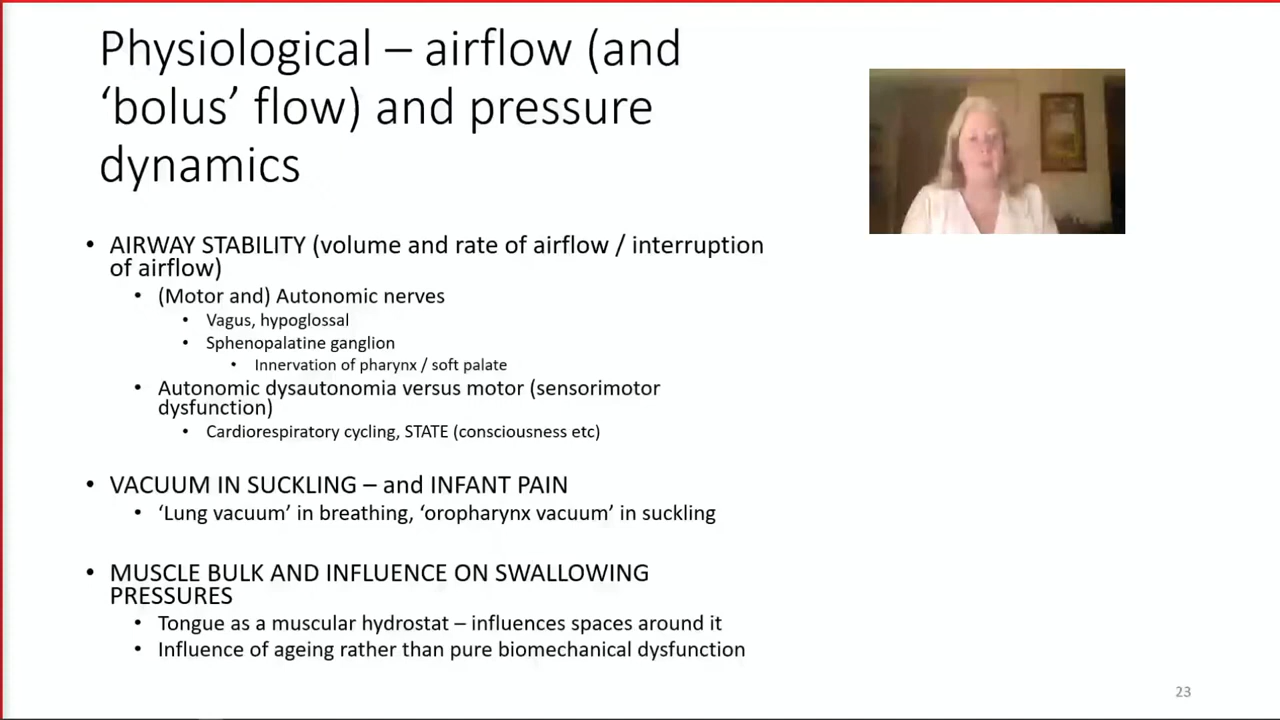 Physiological – airflow (and
‘bolus’ flow) and pressure
dynamics
• AIRWAY STABILITY (volume and rate of airflow / interruption
of airflow)
• (Motor and) Autonomic nerves
• Vagus, hypoglossal
• Sphenopalatine ganglion
• Innervation of pharynx / soft palate
• Autonomic dysautonomia versus motor (sensorimotor
dysfunction)
• Cardiorespiratory cycling, STATE (consciousness etc)
• VACUUM IN SUCKLING – and INFANT PAIN
• ‘Lung vacuum’ in breathing, ‘oropharynx vacuum’ in suckling
• MUSCLE BULK AND INFLUENCE ON SWALLOWING
PRESSURES
• Tongue as a muscular hydrostat – influences spaces around it
• Influence of ageing rather than pure biomechanical dysfunction
23